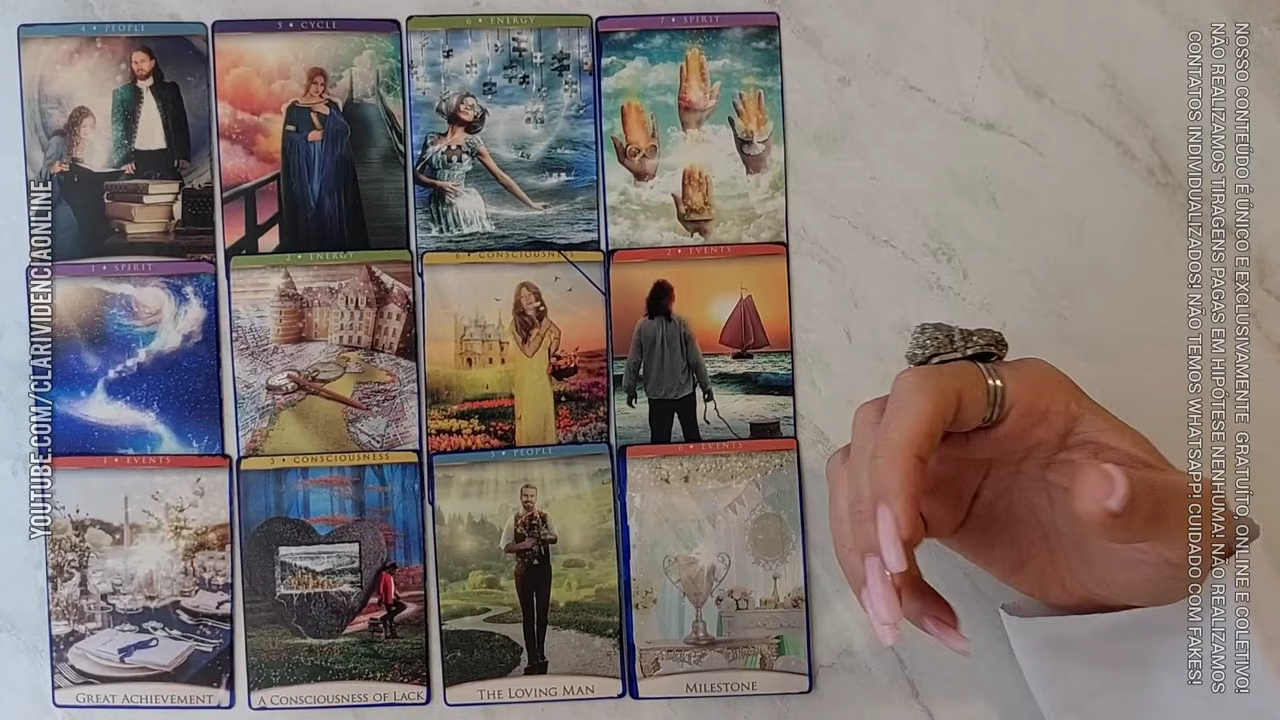 4 • PEOPLE
5 • CYCLE
6 • ENERGY
7 • SPIRIT
1 • SPIRIT
2 • ENERGY
6 • CONSCIOUSNESS
2 • EVENTS
1 • EVENTS
5 • CONSCIOUSNESS
5 • PEOPLE
6 • EVENTS
GREAT ACHIEVEMENT
A CONSCIOUSNESS OF LACK
THE LOVING MAN
MILESTONE
YOUTUBE.COM/CLARIVIDENCIAONLINE
NOSSO CONTEÚDO É ÚNICO E EXCLUSIVAMENTE GRATUÍTO, ONLINE E COLETIVO!
NÃO REALIZAMOS TIRAGENS PAGAS EM HIPÓTESE NENHUMA! NÃO REALIZAMOS
CONTATOS INDIVIDUALIZADOS! NÃO TEMOS WHATSAPP! CUIDADO COM FAKES!